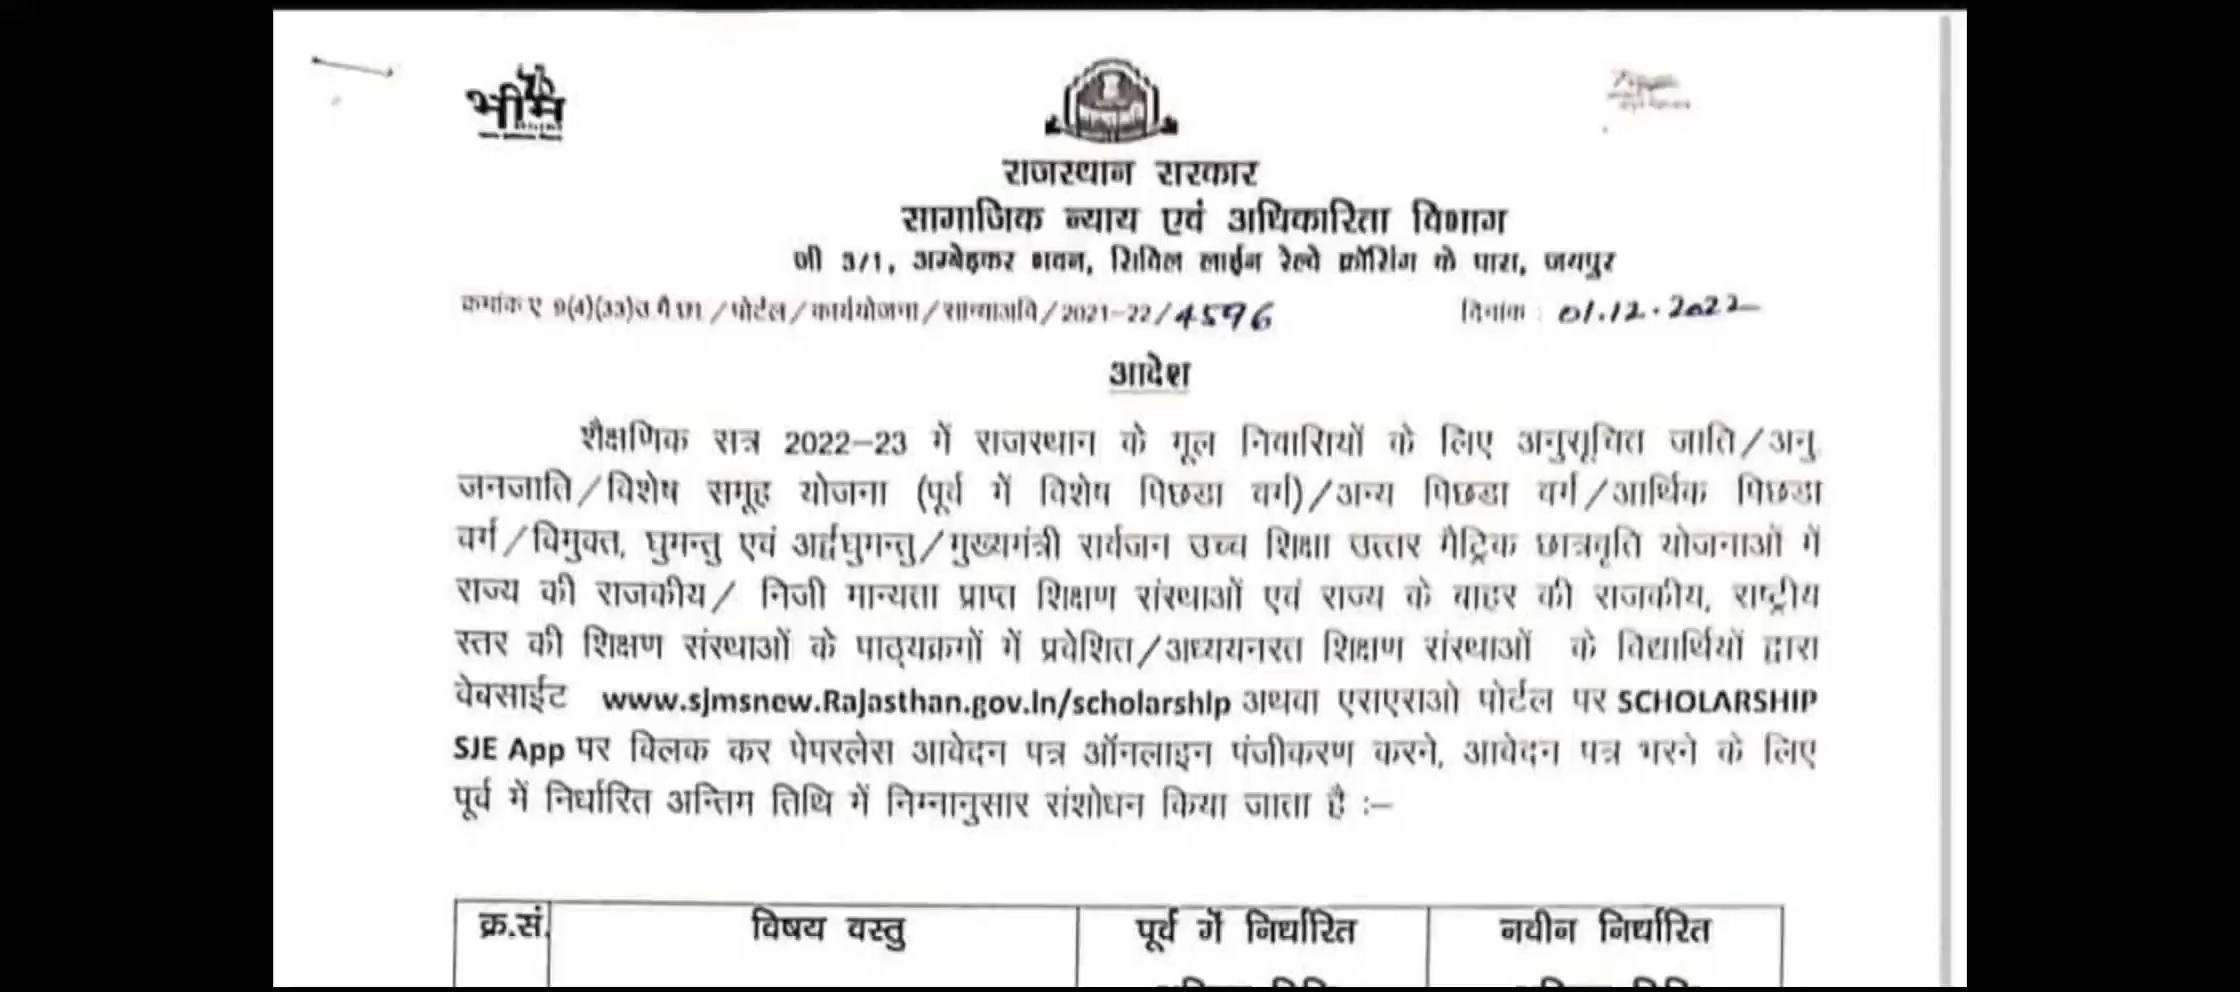 भीम
राजस्थान सरकार
सामाजिक न्याय एवं अधिकारिता विभाग
जी 3/1, अम्बेडकर भवन, सिविल लाईन रेल्वे क्रॉसिंग के पास, जयपुर
क्रमांक ए 9(4)(33) /पोर्टल/कार्ययोजना/सान्याअवि/2021-22/4596 दिनांक : 01.12.2022
आदेश
शैक्षणिक सत्र 2022-23 में राजस्थान के मूल निवासियों के लिए अनुसूचित जाति/अनु.
जनजाति/विशेष समूह योजना (पूर्व में विशेष पिछडा वर्ग)/अन्य पिछडा वर्ग/आर्थिक पिछडा
वर्ग/विमुक्त, घुमन्तु एवं अर्द्धघुमन्तु/मुख्यमंत्री सर्वजन उच्च शिक्षा उत्तर मैट्रिक छात्रवृति योजनाओं में
राज्य की राजकीय/ निजी मान्यता प्राप्त शिक्षण संस्थाओं एवं राज्य के बाहर की राजकीय, राष्ट्रीय
स्तर की शिक्षण संस्थाओं के पाठ्यक्रमों में प्रवेशित/अध्ययनरत शिक्षण संस्थाओं के विद्यार्थियों द्वारा
वेबसाईट www.sjmsnew.Rajasthan.gov.in/scholarship अथवा एसएसओ पोर्टल पर SCHOLARSHIP
SJE App पर क्लिक कर पेपरलेस आवेदन पत्र ऑनलाइन पंजीकरण करने, आवेदन पत्र भरने के लिए
पूर्व में निर्धारित अन्तिम तिथि में निम्नानुसार संशोधन किया जाता है :-
क्र.सं. विषय वस्तु पूर्व में निर्धारित नवीन निर्धारित